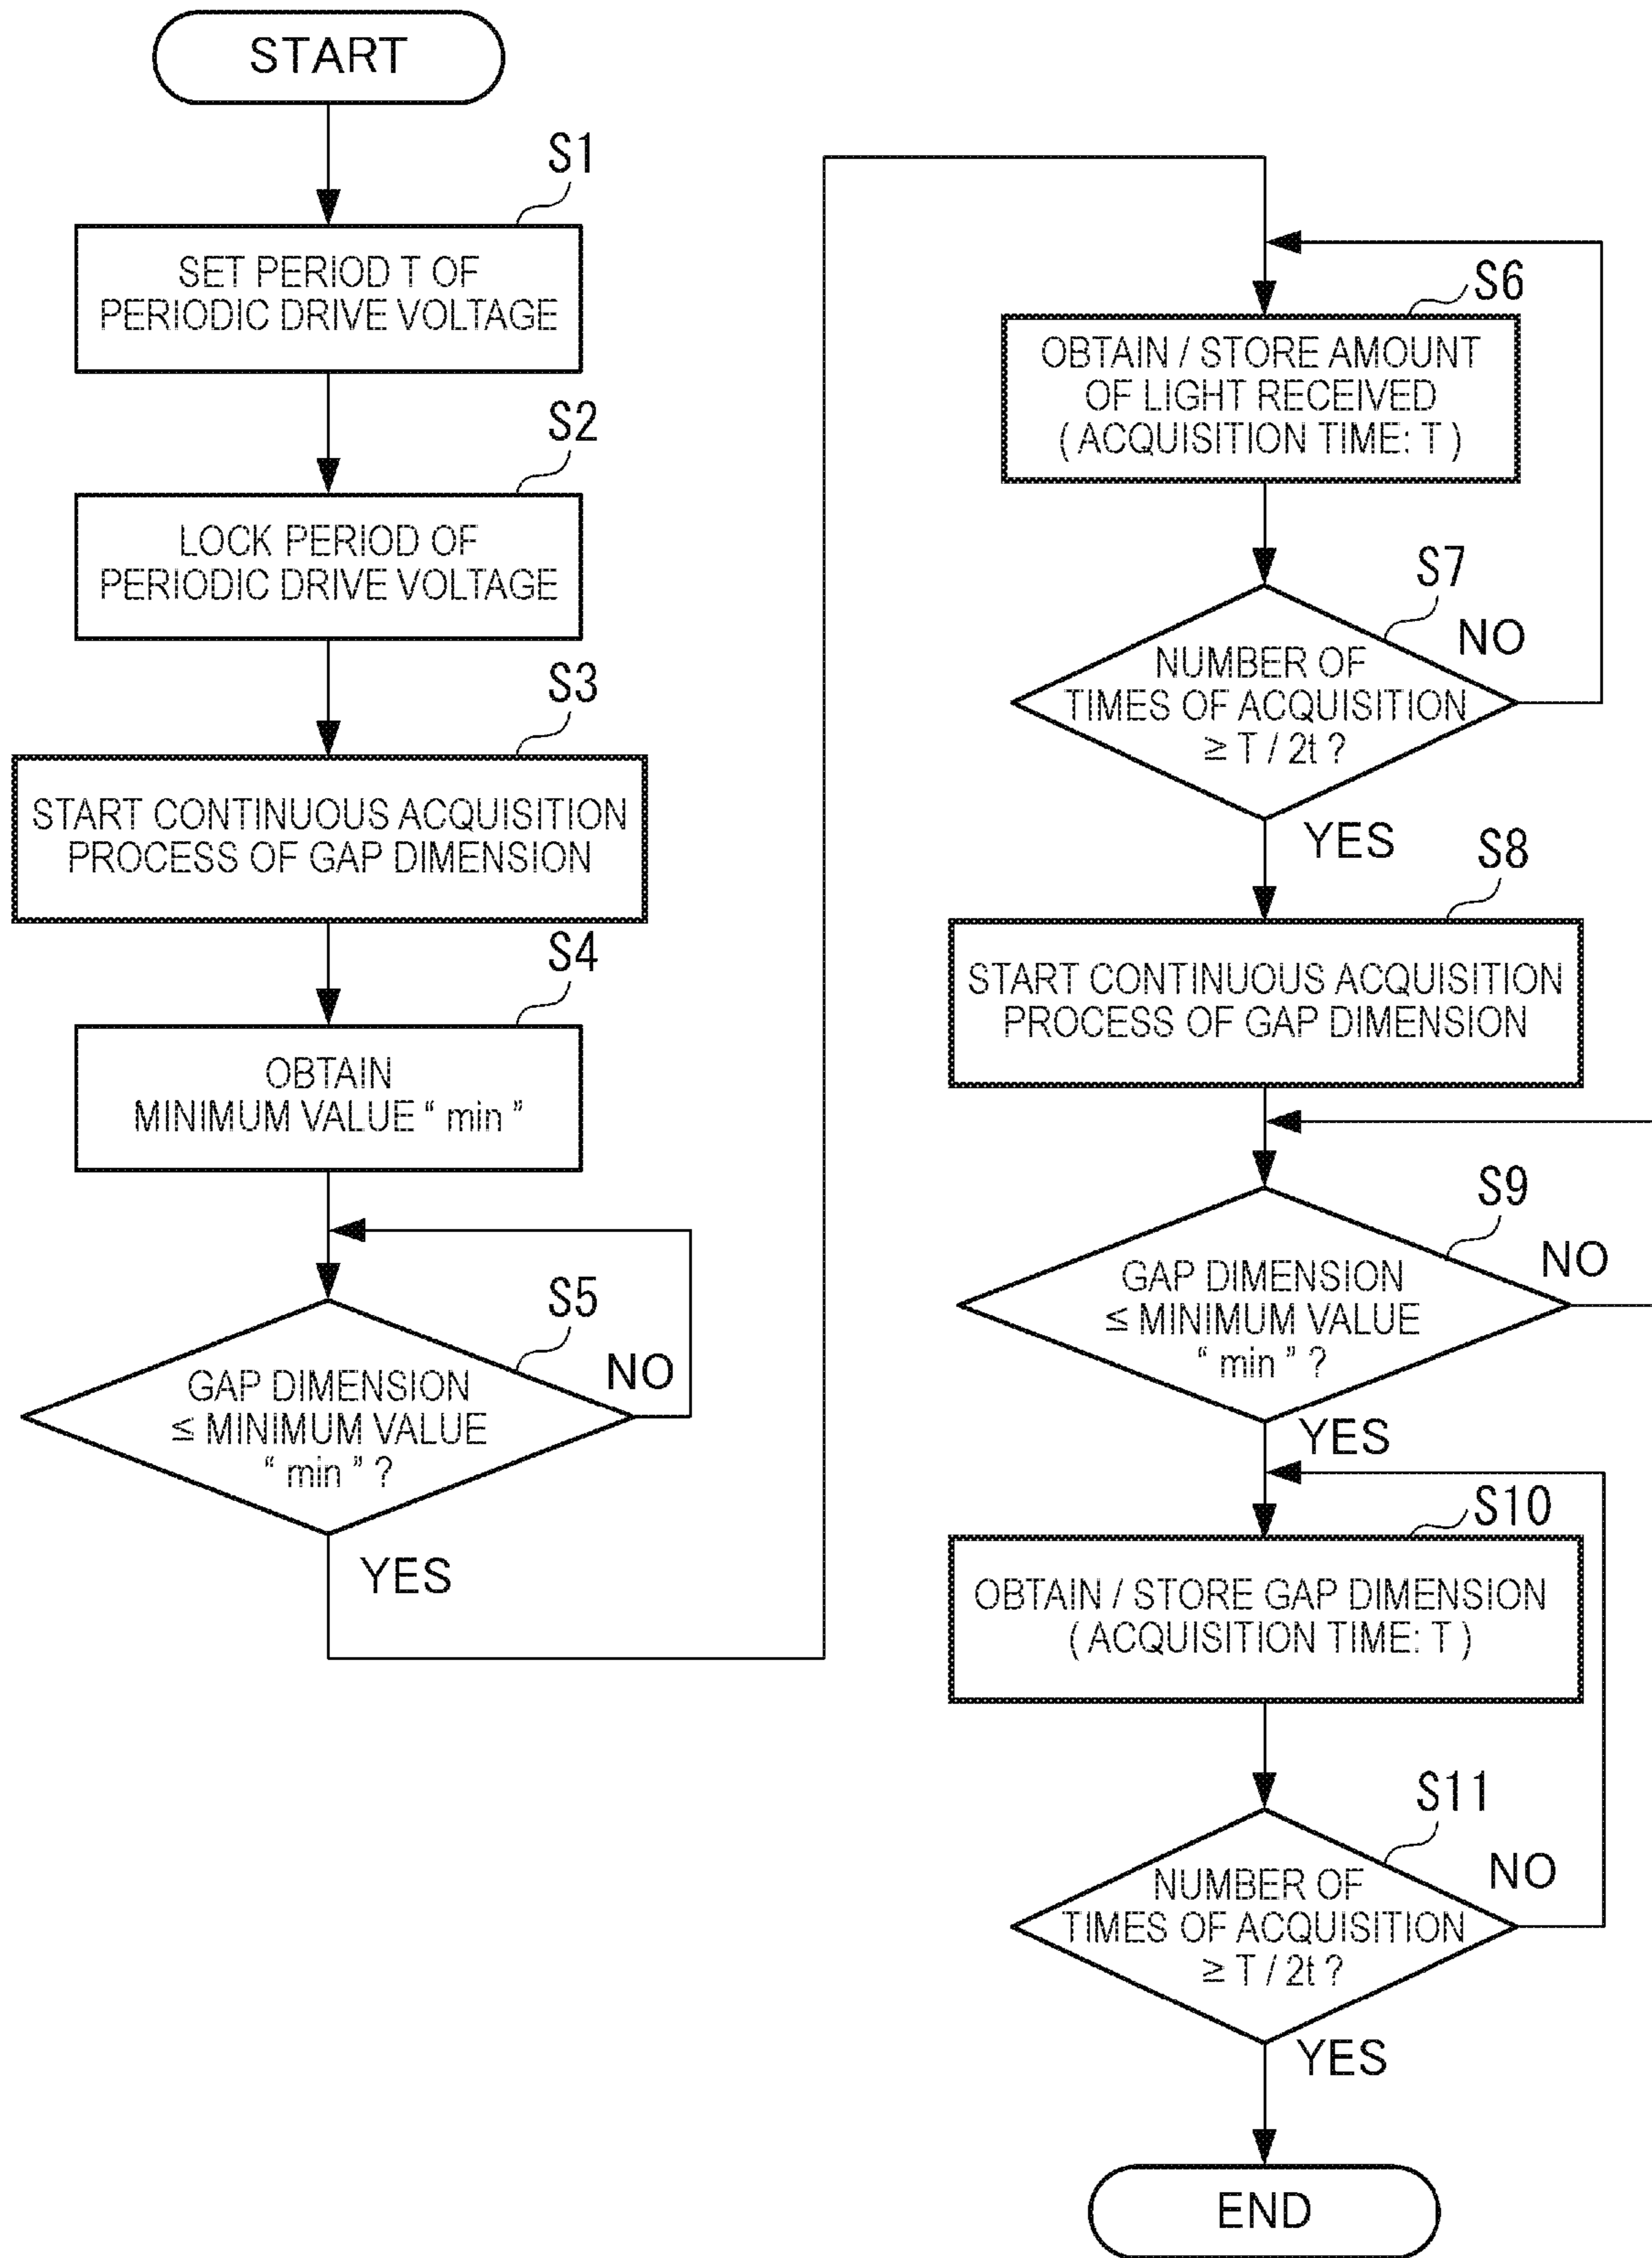 START
S1
SET PERIOD T OF
PERIODIC DRIVE VOLTAGE
S2
LOCK PERIOD OF
PERIODIC DRIVE VOLTAGE
S3
START CONTINUOUS ACQUISITION
PROCESS OF GAP DIMENSION
S4
OBTAIN
MINIMUM VALUE “ min ”
S5
GAP DIMENSION
≤ MINIMUM VALUE
“ min ” ?
NO
YES
S6
OBTAIN / STORE AMOUNT
OF LIGHT RECEIVED
( ACQUISITION TIME: T )
S7
NUMBER OF
TIMES OF ACQUISITION
≥ T / 2t ?
NO
YES
S8
START CONTINUOUS ACQUISITION
PROCESS OF GAP DIMENSION
S9
GAP DIMENSION
≤ MINIMUM VALUE
“ min ” ?
NO
YES
S10
OBTAIN / STORE GAP DIMENSION
( ACQUISITION TIME: T )
S11
NUMBER OF
TIMES OF ACQUISITION
≥ T / 2t ?
NO
YES
END